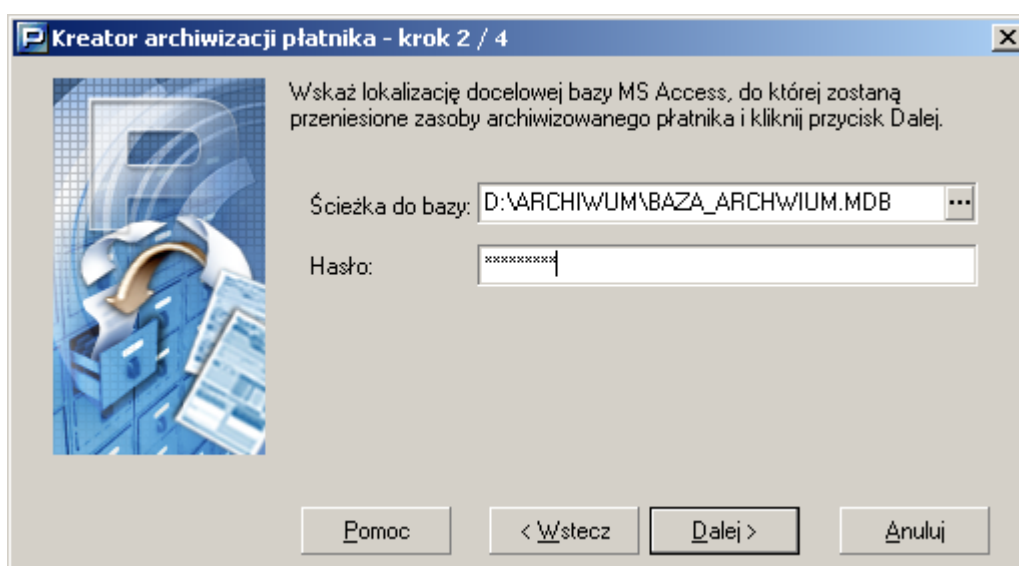 Kreator archiwizacji płatnika - krok 2 / 4
Wskaż lokalizację docelowej bazy MS Access, do której zostaną
przeniesione zasoby archiwizowanego płatnika i kliknij przycisk Dalej.
Ścieżka do bazy: D:\ARCHIWUM\BAZA_ARCHWIUM.MDB ...
Hasło: *********
Pomoc < Wstecz Dalej > Anuluj